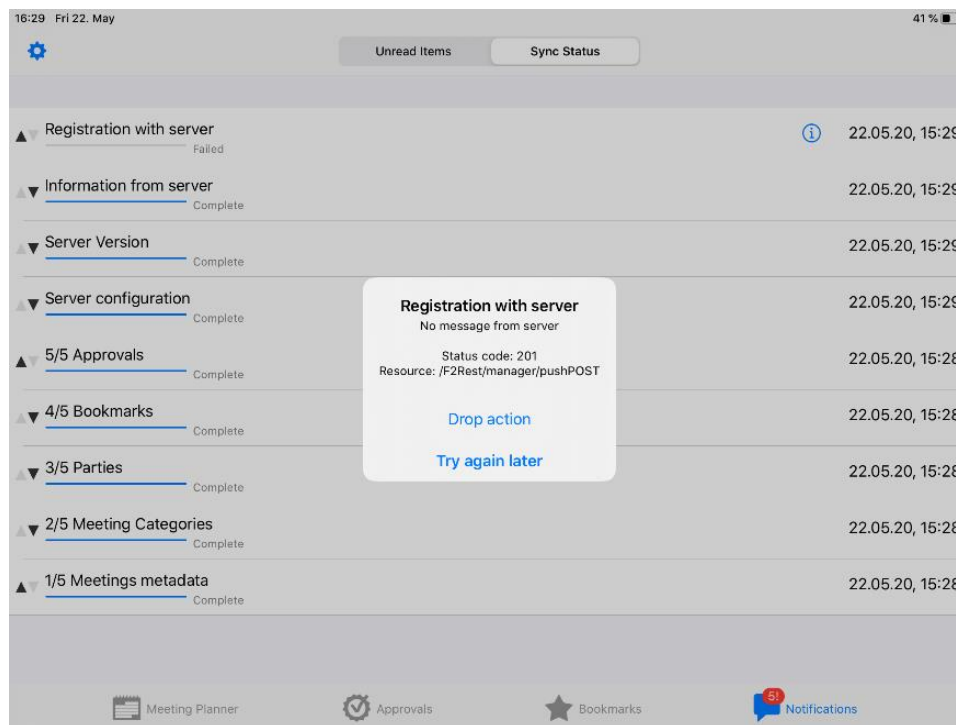 16:29 Fri 22. May
41 %
Unread Items
Sync Status
Registration with server
Failed
22.05.20, 15:29
Information from server
Complete
22.05.20, 15:29
Server Version
Complete
22.05.20, 15:29
Server configuration
Complete
22.05.20, 15:29
5/5 Approvals
Complete
22.05.20, 15:28
4/5 Bookmarks
Complete
22.05.20, 15:28
3/5 Parties
Complete
22.05.20, 15:28
2/5 Meeting Categories
Complete
22.05.20, 15:28
1/5 Meetings metadata
Complete
22.05.20, 15:28
Registration with server
No message from server
Status code: 201
Resource: /F2Rest/manager/pushPOST
Drop action
Try again later
Meeting Planner
Approvals
Bookmarks
5!
Notifications